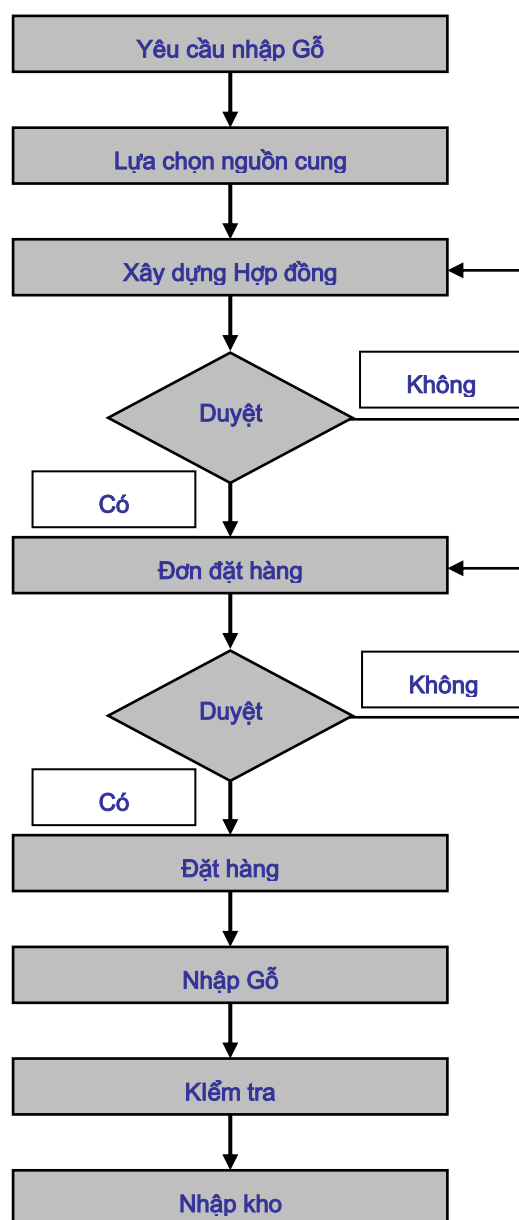 Yêu cầu nhập Gỗ
Lựa chọn nguồn cung
Xây dựng Hợp đồng
Duyệt
Không
Có
Đơn đặt hàng
Duyệt
Không
Có
Đặt hàng
Nhập Gỗ
KIểm tra
Nhập kho